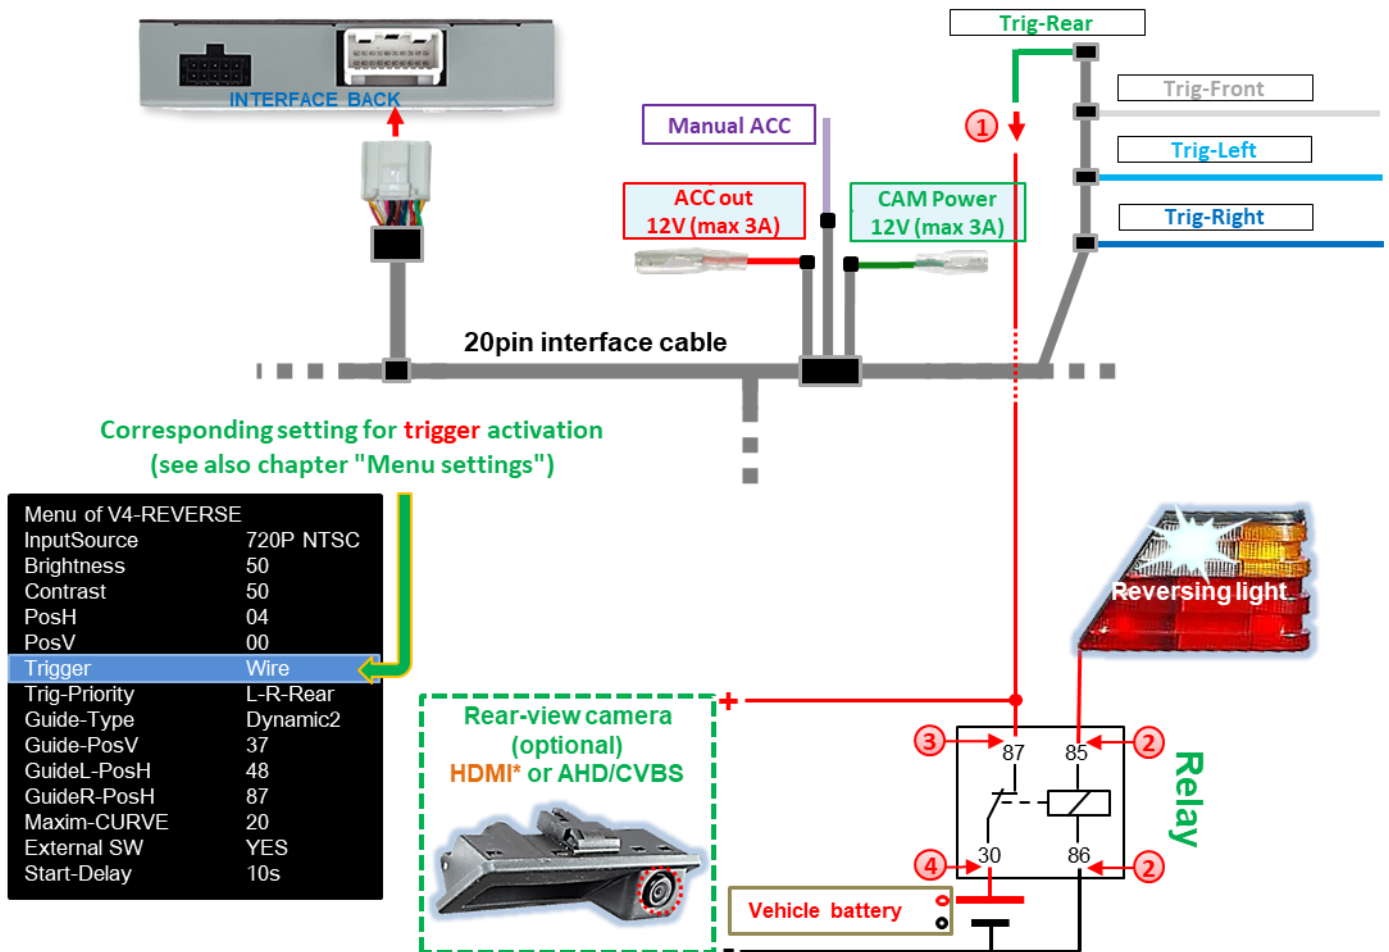 Trig-Rear
INTERFACE BACK
Trig-Front
Manual ACC
1
Trig-Left
ACC out
12V (max 3A)
CAM Power
12V (max 3A)
Trig-Right
20pin interface cable
Corresponding setting for trigger activation
(see also chapter "Menu settings")
Menu of V4-REVERSE
InputSource 720P NTSC
Brightness 50
Contrast 50
PosH 04
PosV 00
Trigger Wire
Trig-Priority L-R-Rear
Guide-Type Dynamic2
Guide-PosV 37
GuideL-PosH 48
GuideR-PosH 87
Maxim-CURVE 20
External SW YES
Start-Delay 10s
Reversing light
Rear-view camera
(optional)
HDMI* or AHD/CVBS
+
3
87
85
2
Relay
4
30
86
2
Vehicle battery
-